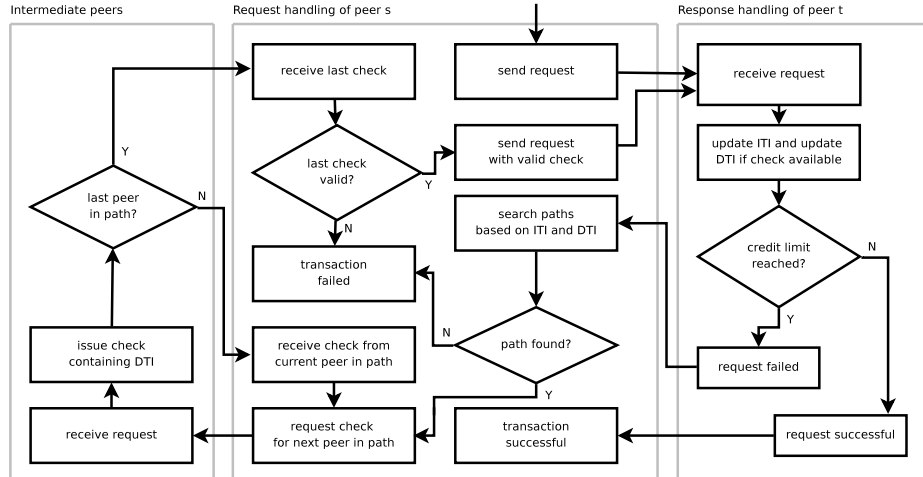 Intermediate peers
Request handling of peer s
Response handling of peer t
receive last check
send request
receive request
Y
last check
valid?
Y
send request
with valid check
update ITI and update
DTI if check available
last peer
in path?
N
N
search paths
based on ITI and DTI
credit limit
reached?
N
transaction
failed
Y
issue check
containing DTI
receive check from
current peer in path
N
path found?
request failed
Y
receive request
request check
for next peer in path
transaction
successful
request successful